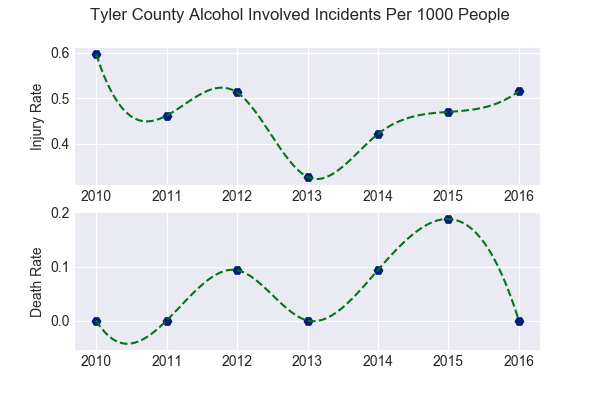 Tyler County Alcohol Involved Incidents Per 1000 People
0.6
0.5
0.4
Injury Rate
2010 2011 2012 2013 2014 2015 2016
0.2
0.1
0.0
Death Rate
2010 2011 2012 2013 2014 2015 2016